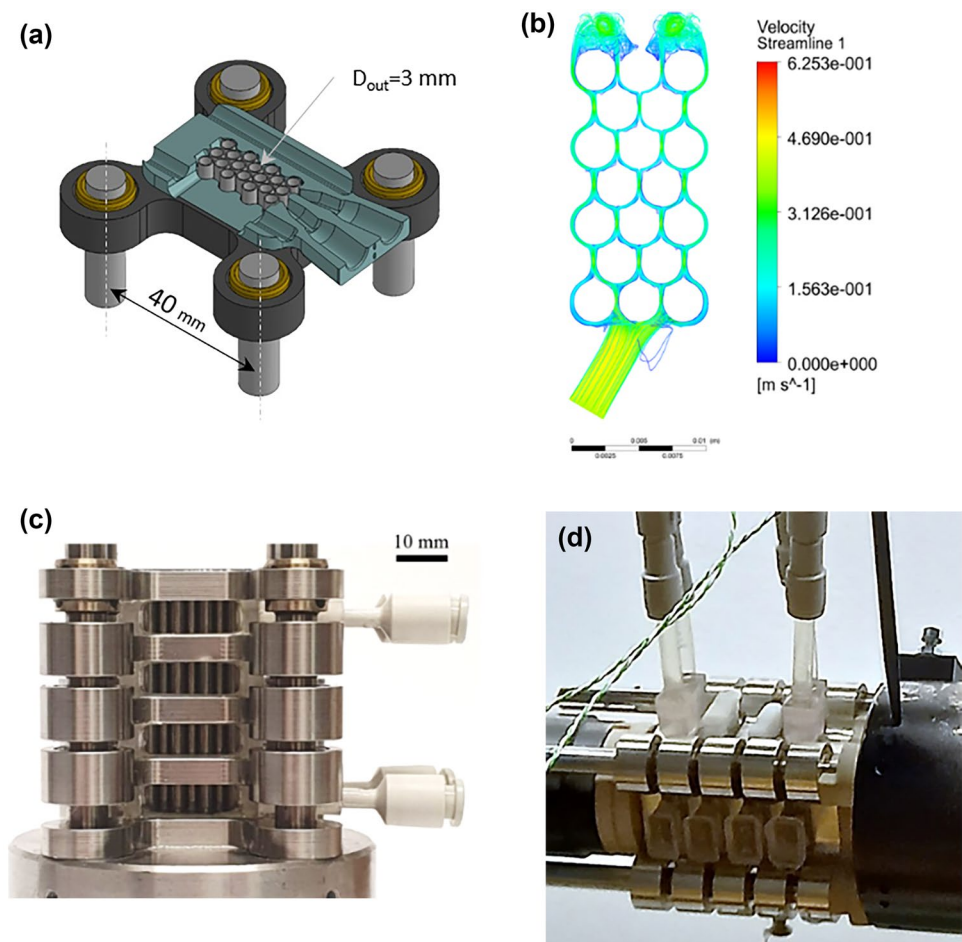 (a)
D_out=3 mm
40 mm
(b)
Velocity
Streamline 1
6.253e-001
4.690e-001
3.126e-001
1.563e-001
0.000e+000
[m s^-1]
0 0.005 0.01 (m)
0.0025 0.0075
(c)
10 mm
(d)